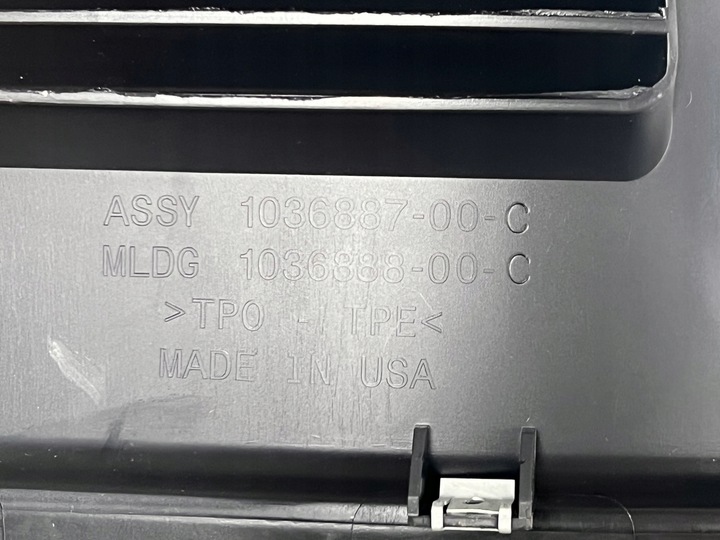 ASSY 1036887-00-C
MLDG 1036888-00-C
>TPO - TPE<
MADE IN USA